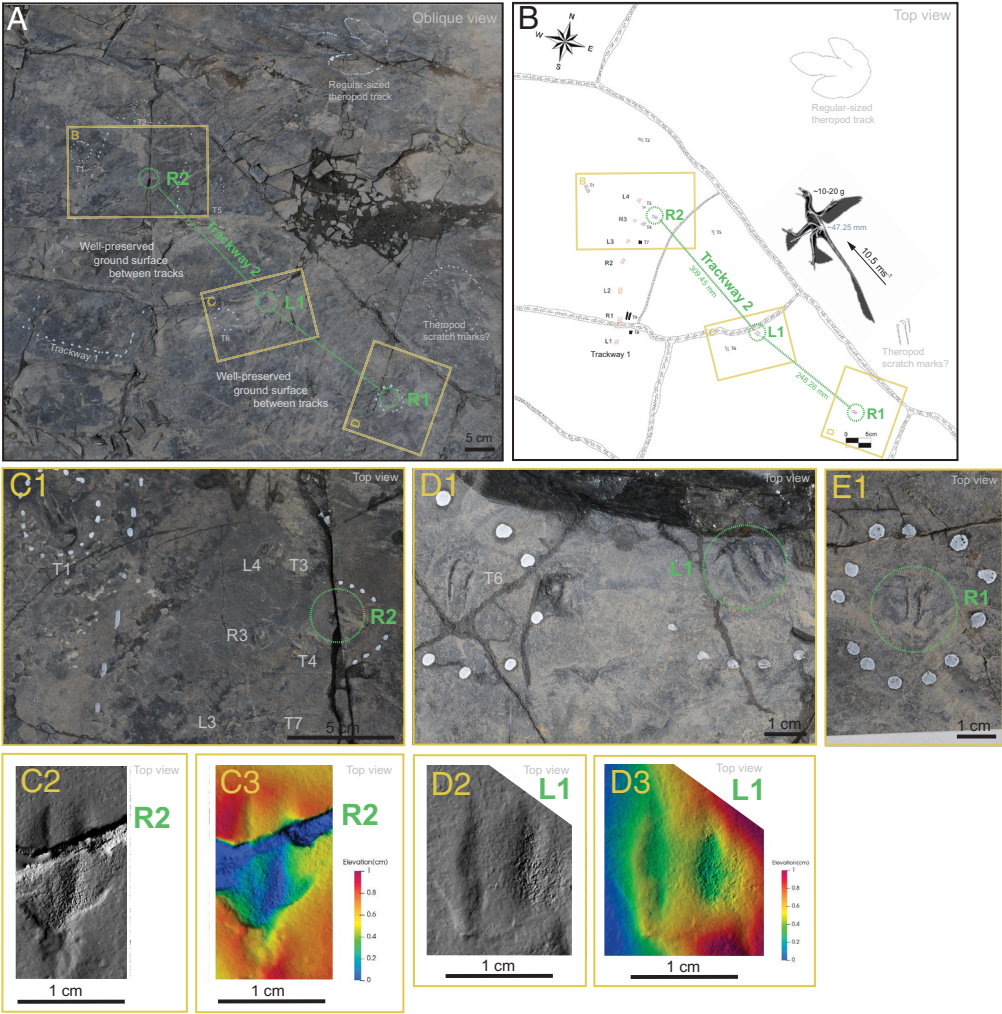 A
Oblique view
Regular-sized
theropod track
B
T2
T1
R2
T5
Well-preserved
ground surface
between tracks
Trackway 2
C
L1
T6
Trackway 1
Theropod
scratch marks?
Well-preserved
ground surface
between tracks
R1
D
5 cm
B
Top view
N
W
E
S
Regular-sized
theropod track
T2
B
T1
L4
T3
R2
R3
T4
T5
L3
T7
R2
L2
Trackway 2
309.45 mm
~10-20 g
~47.25 mm
10.5 ms⁻¹
R1
L1
Trackway 1
C
L1
T6
248.26 mm
Theropod
scratch marks?
R1
D
0 5cm
C1
Top view
T1
L4
T3
R2
R3
T4
L3
T7
5 cm
D1
Top view
T6
L1
1 cm
E1
Top view
R1
1 cm
C2
Top view
R2
1 cm
C3
Top view
R2
Elevation(cm)
1
0.8
0.6
0.4
0.2
0
1 cm
D2
Top view
L1
1 cm
D3
Top view
L1
Elevation(cm)
1
0.8
0.6
0.4
0.2
0
1 cm